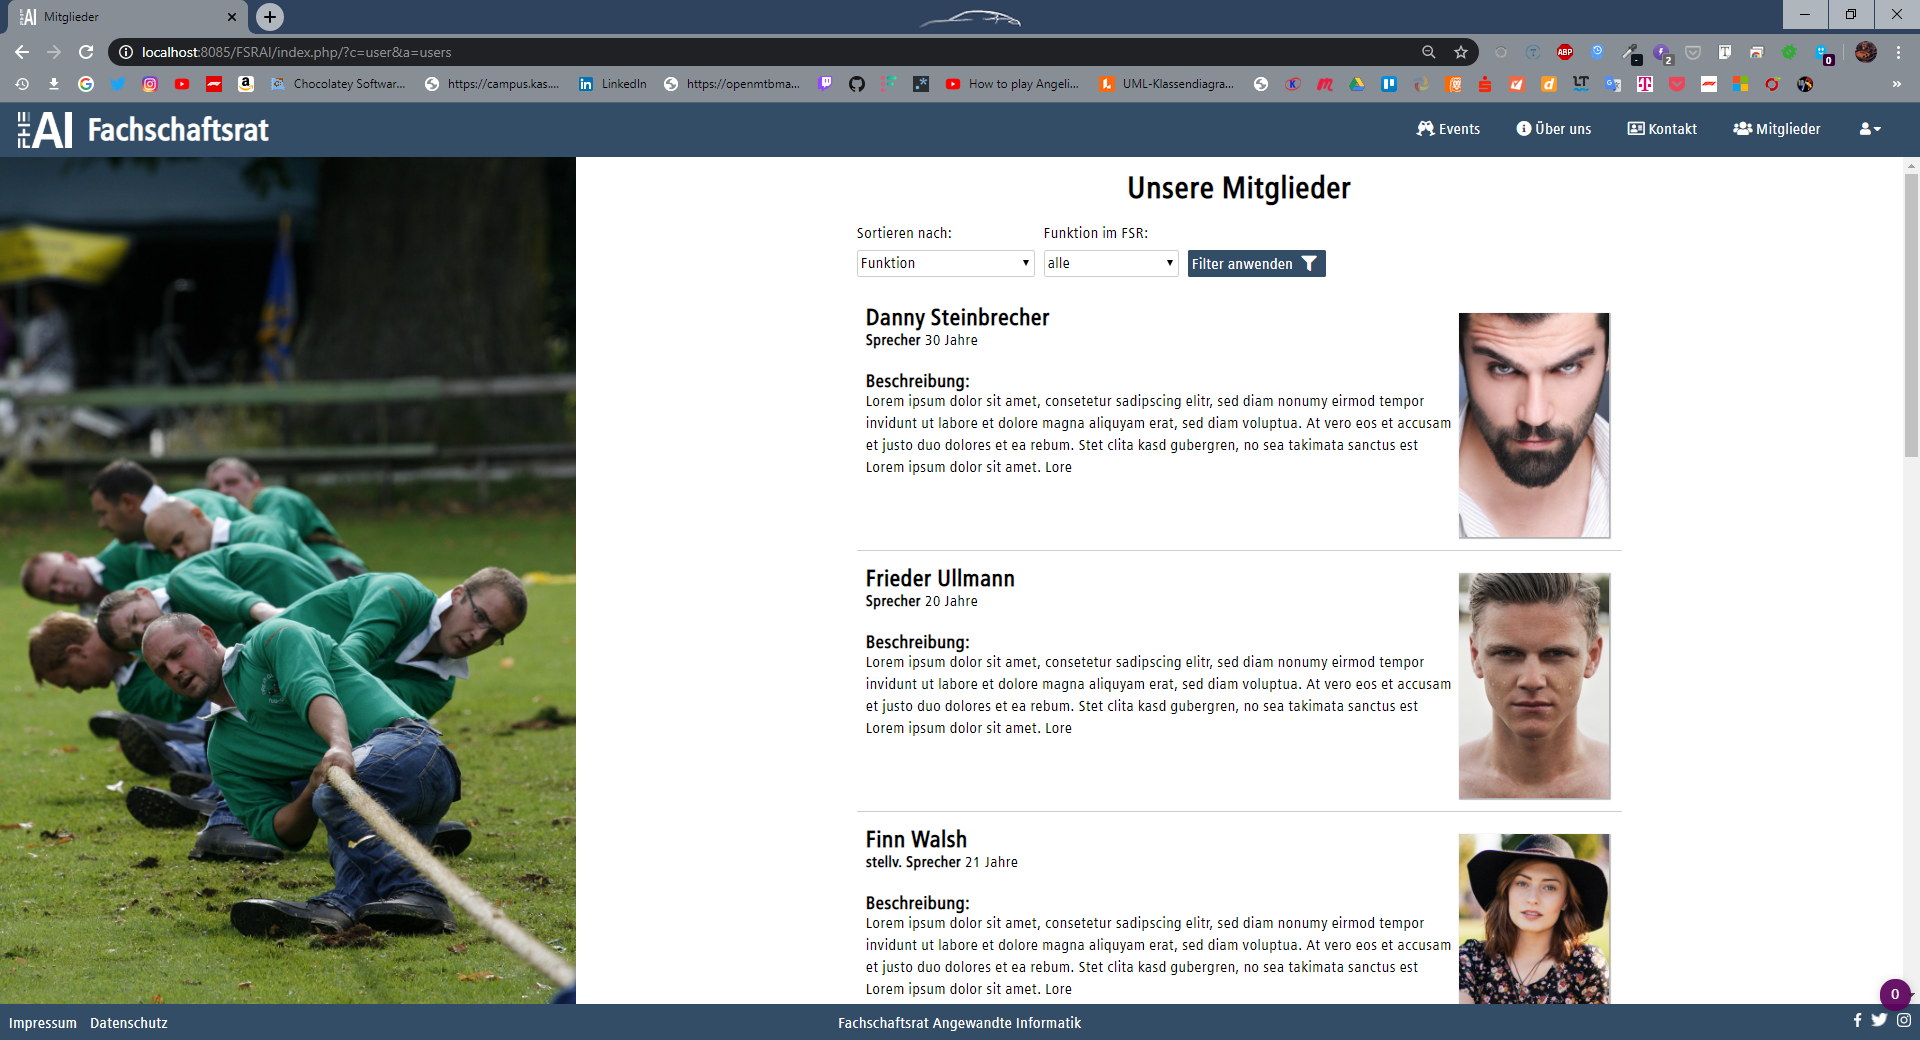 Mitglieder
localhost:8085/FSRAI/index.php/?c=user&a=users
ABP
2
0
Chocolatey Softwar...
https://campus.kas....
LinkedIn
https://openmtbma...
How to play Angeli...
UML-Klassendiagra...
FH AI Fachschaftsrat
Events
Über uns
Kontakt
Mitglieder
Unsere Mitglieder
Sortieren nach:
Funktion im FSR:
Funktion
alle
Filter anwenden
Danny Steinbrecher
Sprecher 30 Jahre
Beschreibung:
Lorem ipsum dolor sit amet, consetetur sadipscing elitr, sed diam nonumy eirmod tempor
invidunt ut labore et dolore magna aliquyam erat, sed diam voluptua. At vero eos et accusam
et justo duo dolores et ea rebum. Stet clita kasd gubergren, no sea takimata sanctus est
Lorem ipsum dolor sit amet. Lore
Frieder Ullmann
Sprecher 20 Jahre
Beschreibung:
Lorem ipsum dolor sit amet, consetetur sadipscing elitr, sed diam nonumy eirmod tempor
invidunt ut labore et dolore magna aliquyam erat, sed diam voluptua. At vero eos et accusam
et justo duo dolores et ea rebum. Stet clita kasd gubergren, no sea takimata sanctus est
Lorem ipsum dolor sit amet. Lore
Finn Walsh
stellv. Sprecher 21 Jahre
Beschreibung:
Lorem ipsum dolor sit amet, consetetur sadipscing elitr, sed diam nonumy eirmod tempor
invidunt ut labore et dolore magna aliquyam erat, sed diam voluptua. At vero eos et accusam
et justo duo dolores et ea rebum. Stet clita kasd gubergren, no sea takimata sanctus est
Lorem ipsum dolor sit amet. Lore
0
Impressum
Datenschutz
Fachschaftsrat Angewandte Informatik